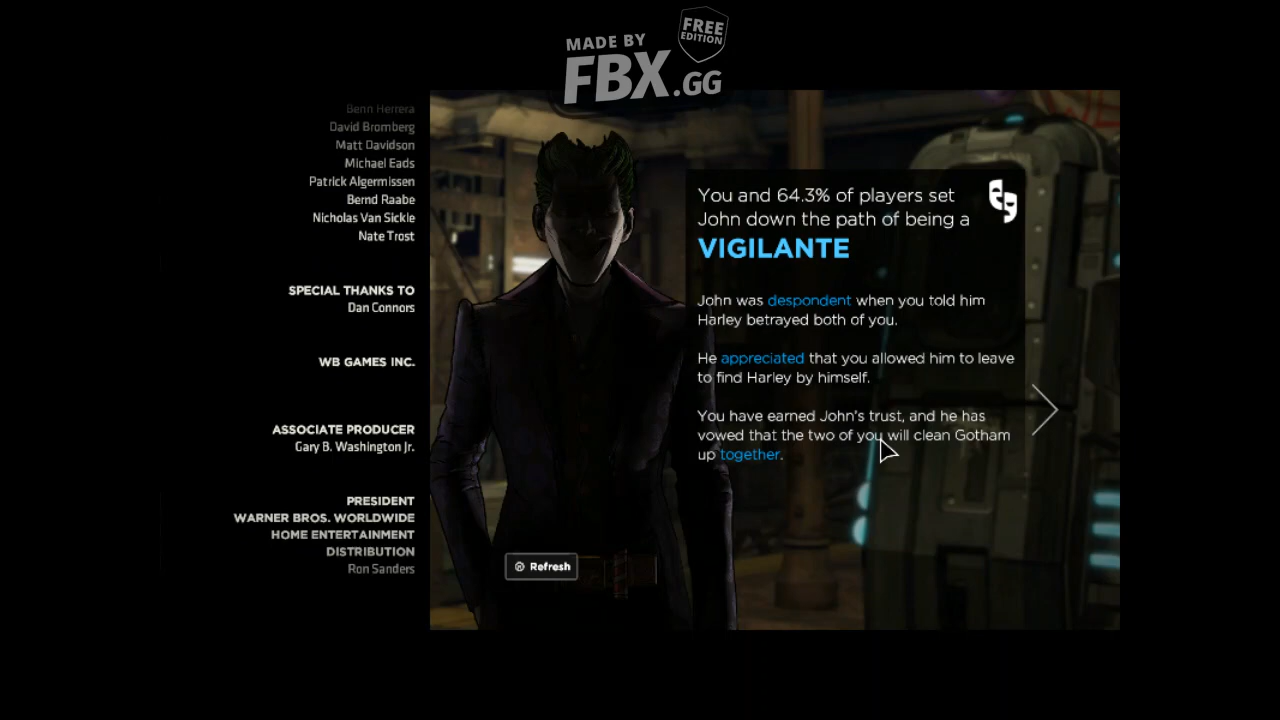 MADE BY
FREE
EDITION
FBX.GG
Benn Herrera
David Bromberg
Matt Davidson
Michael Eads
Patrick Algermissen
Bernd Raabe
Nicholas Van Sickle
Nate Trost
SPECIAL THANKS TO
Dan Connors
WB GAMES INC.
ASSOCIATE PRODUCER
Gary B. Washington Jr.
PRESIDENT
WARNER BROS. WORLDWIDE
HOME ENTERTAINMENT
DISTRIBUTION
Ron Sanders
You and 64.3% of players set
John down the path of being a
VIGILANTE
John was despondent when you told him
Harley betrayed both of you.
He appreciated that you allowed him to leave
to find Harley by himself.
You have earned John's trust, and he has
vowed that the two of you will clean Gotham
up together.
Refresh